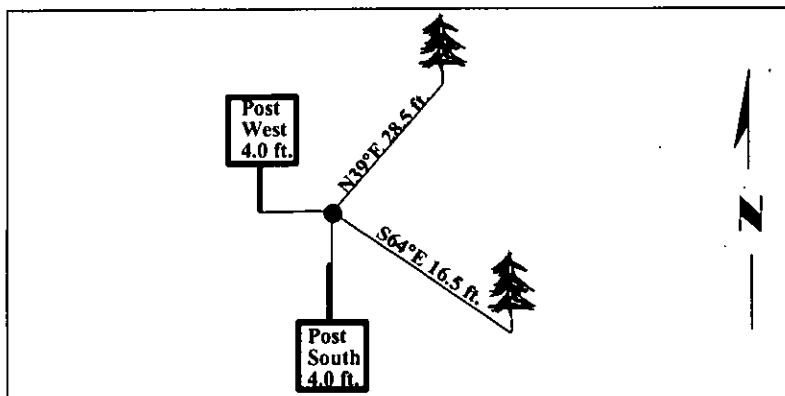 Post
West
4.0 ft.
N39°E 28.5 ft.
S64°E 16.5 ft.
Post
South
4.0 ft.
N